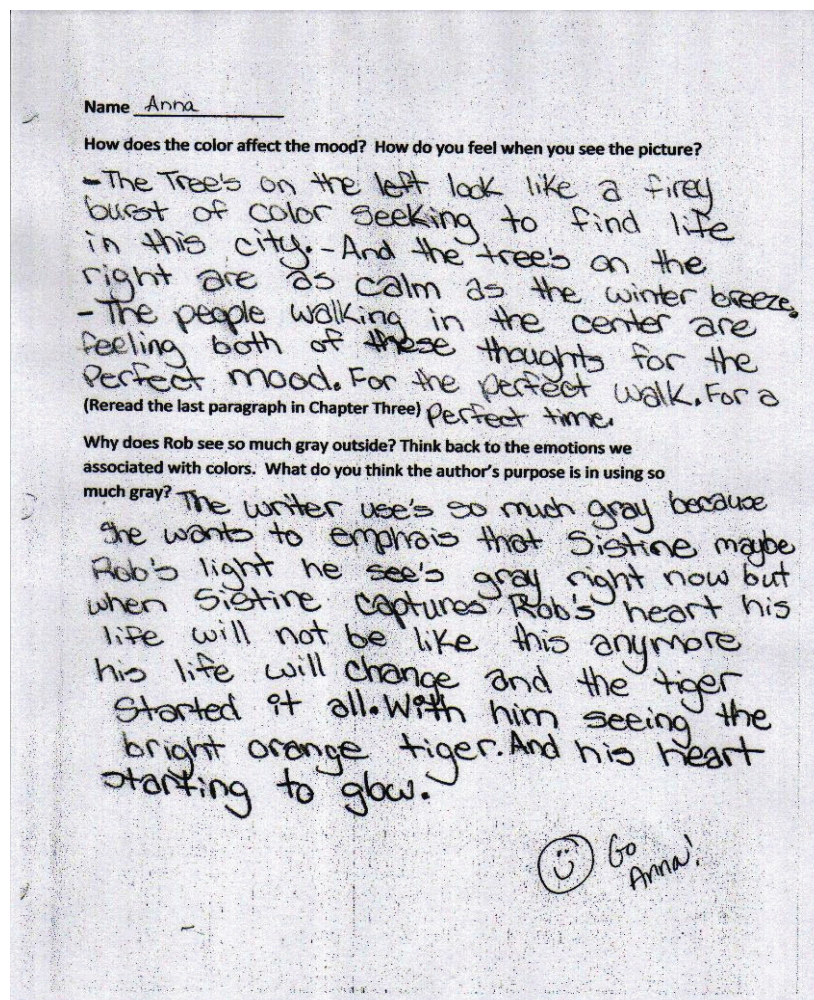 Name Anna
How does the color affect the mood? How do you feel when you see the picture?
- The Tree's on the left look like a firey
burst of color seeking to find life
in this city. - And the tree's on the
right are as calm as the winter breeze.
- The people walking in the center are
feeling both of these thoughts for the
perfect mood. For the perfect walk. For a
(Reread the last paragraph in Chapter Three) perfect time.
Why does Rob see so much gray outside? Think back to the emotions we
associated with colors. What do you think the author's purpose is in using so
much gray? The writer use's so much gray because
she wants to emphais that Sistine maybe
Rob's light he see's gray right now but
when Sistine captures Rob's heart his
life will not be like this anymore
his life will change and the tiger
started it all. With him seeing the
bright orange tiger. And his heart
starting to glow.
Go
Anna!